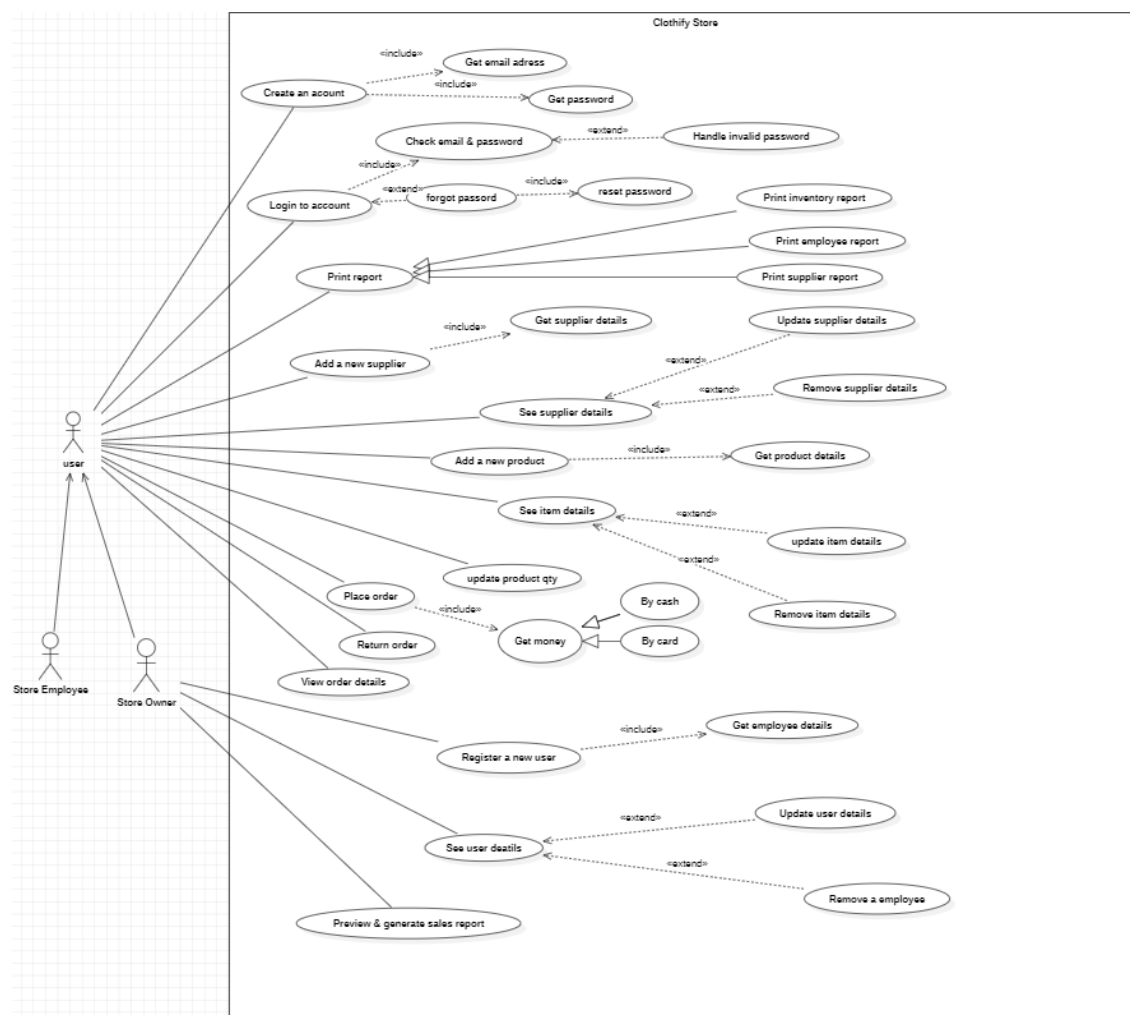 Clothify Store
«include»
Get email adress
«include»
Create an acount
Get password
«extend»
Handle invalid password
Check email & password
«include»
«extend»
forgot passord
«include»
reset password
Login to account
Print inventory report
Print employee report
Print report
Print supplier report
Get supplier details
Update supplier details
«include»
Add a new supplier
«extend»
Remove supplier details
«extend»
See supplier details
«include»
Get product details
Add a new product
user
See item details
«extend»
update item details
«extend»
update product qty
Place order
By cash
«include»
Remove item details
Get money
By card
Return order
View order details
Store Employee
Store Owner
Get employee details
«include»
Register a new user
Update user details
«extend»
See user deatils
«extend»
Remove a employee
Preview & generate sales report